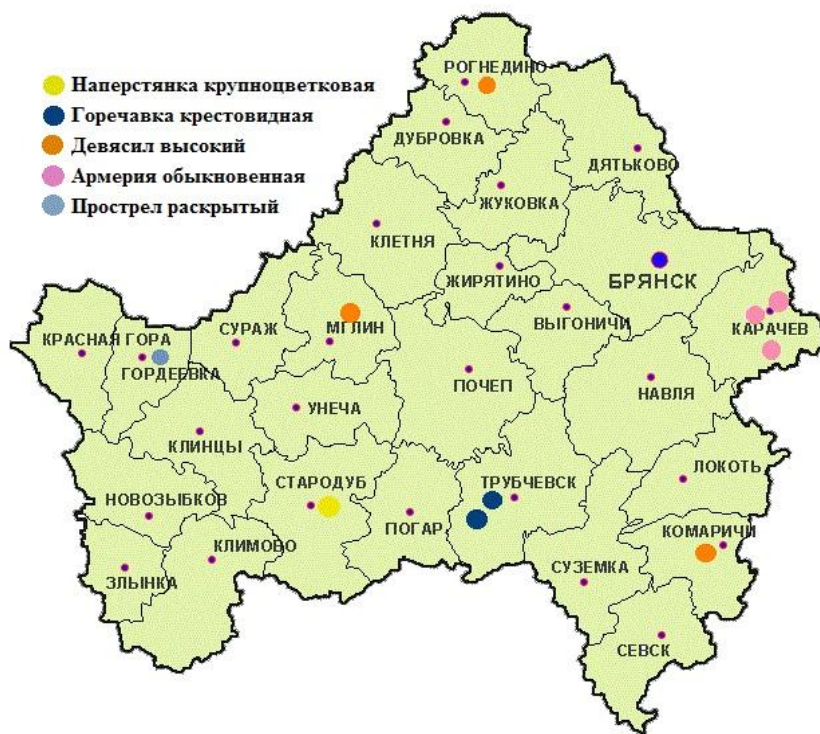 Наперстянка крупноцветковая
Горечавка крестовидная
Девясил высокий
Армерия обыкновенная
Прострел раскрытый
РОГНЕДИНО
ДУБРОВКА
ДЯТЬКОВО
ЖУКОВКА
КЛЕТНЯ
ЖИРЯТИНО
БРЯНСК
СУРАЖ
МГЛИН
ВЫГОНИЧИ
КАРАЧЕВ
КРАСНАЯ ГОРА
ГОРДЕЕВКА
ПОЧЕП
НАВЛЯ
УНЕЧА
КЛИНЦЫ
СТАРОДУБ
ТРУБЧЕВСК
ЛОКОТЬ
НОВОЗЫБКОВ
ПОГАР
КОМАРИЧИ
КЛИМОВО
СУЗЕМКА
ЗЛЫНКА
СЕВСК